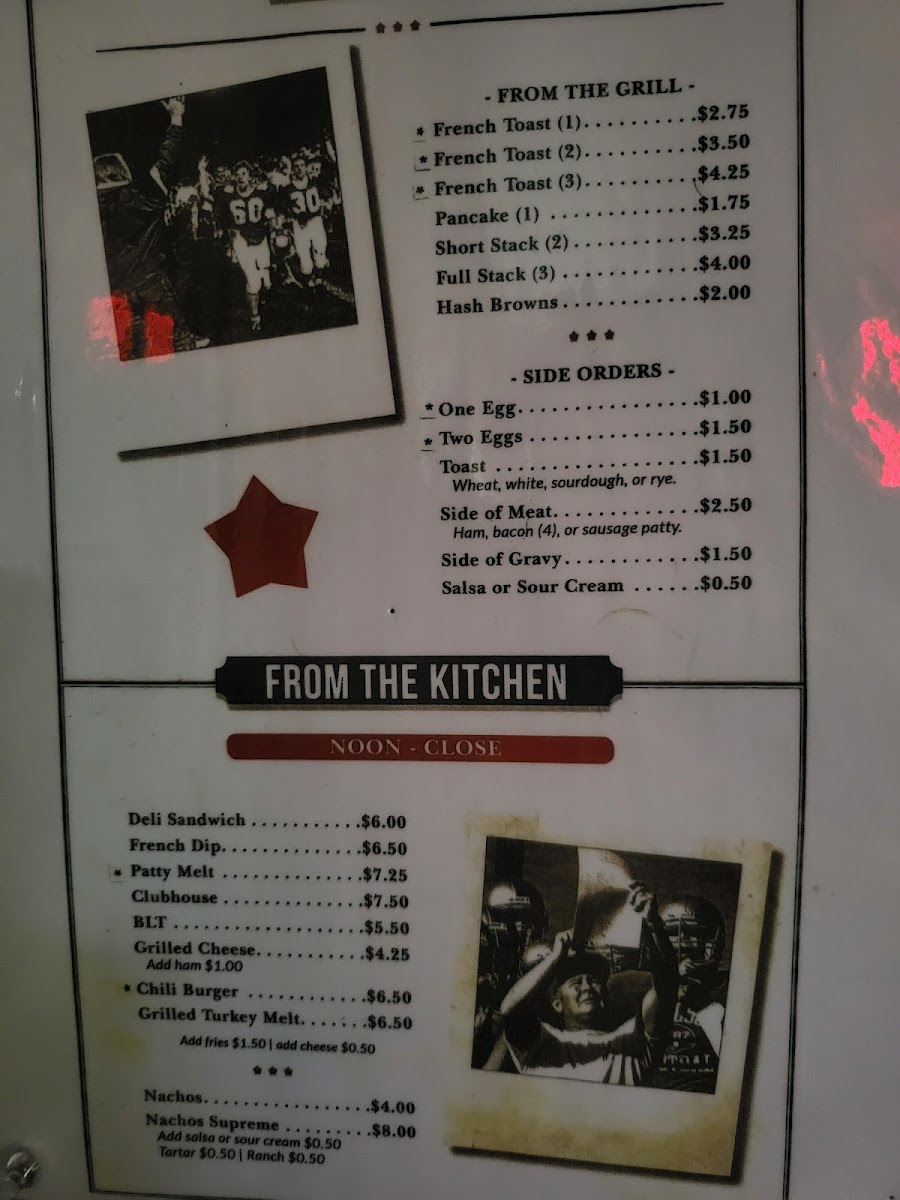 - FROM THE GRILL -
* French Toast (1)..........$2.75
* French Toast (2)..........$3.50
* French Toast (3)..........$4.25
Pancake (1) .............$1.75
Short Stack (2)...........$3.25
Full Stack (3)............$4.00
Hash Browns............$2.00
- SIDE ORDERS -
* One Egg................$1.00
* Two Eggs ...............$1.50
Toast ..................$1.50
Wheat, white, sourdough, or rye.
Side of Meat.............$2.50
Ham, bacon (4), or sausage patty.
Side of Gravy............$1.50
Salsa or Sour Cream ......$0.50
FROM THE KITCHEN
NOON - CLOSE
Deli Sandwich ...........$6.00
French Dip..............$6.50
* Patty Melt .............$7.25
Clubhouse .............$7.50
BLT ..................$5.50
Grilled Cheese..........$4.25
Add ham $1.00
* Chili Burger ...........$6.50
Grilled Turkey Melt......$6.50
Add fries $1.50 | add cheese $0.50
Nachos................$4.00
Nachos Supreme ........$8.00
Add salsa or sour cream $0.50
Tartar $0.50 | Ranch $0.50
60
30